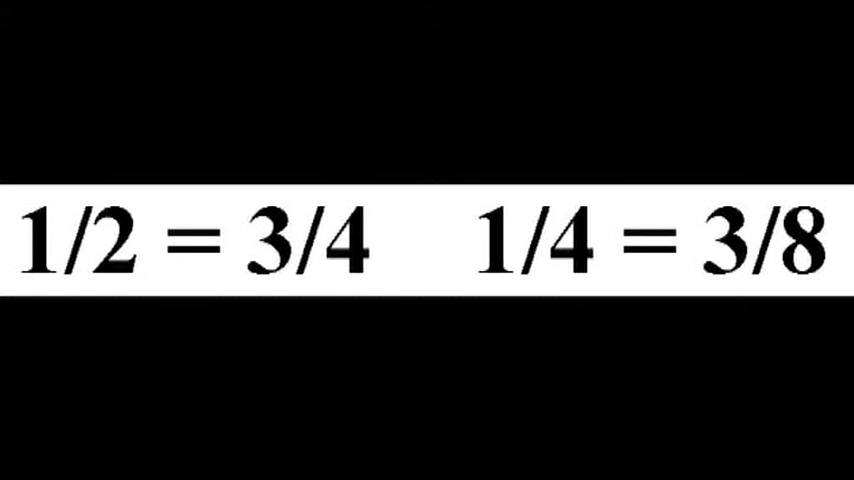 1/2 = 3/4 1/4 = 3/8